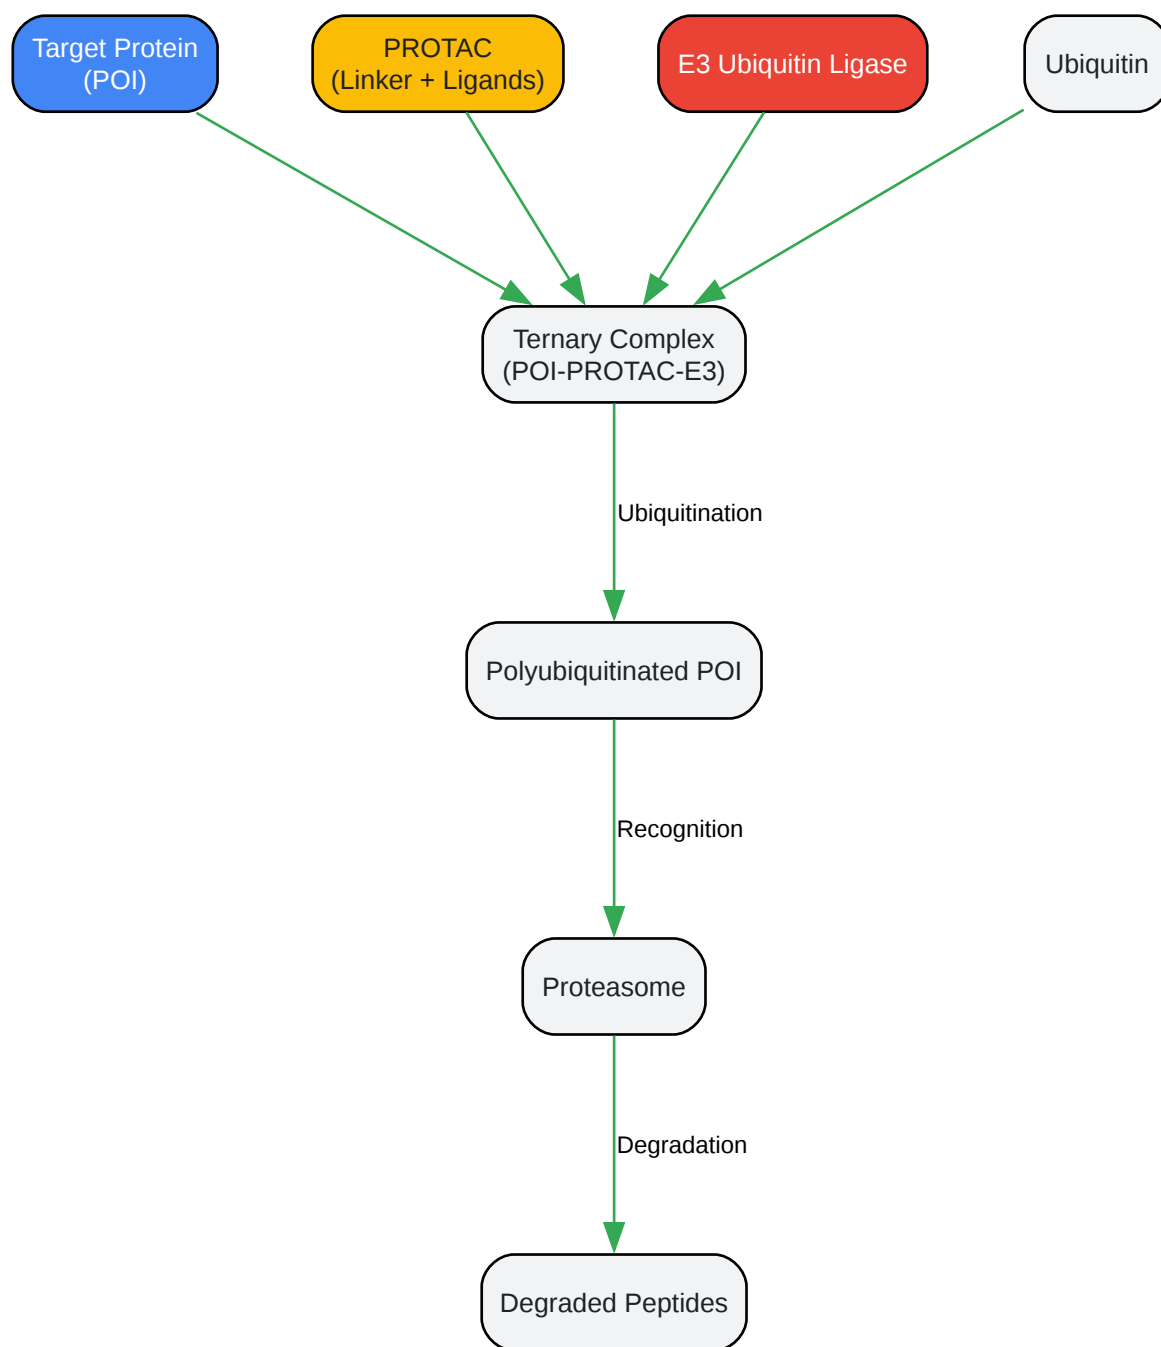 Target Protein
(POI)
PROTAC
(Linker + Ligands)
E3 Ubiquitin Ligase
Ubiquitin
Ternary Complex
(POI-PROTAC-E3)
Ubiquitination
Polyubiquitinated POI
Recognition
Proteasome
Degradation
Degraded Peptides